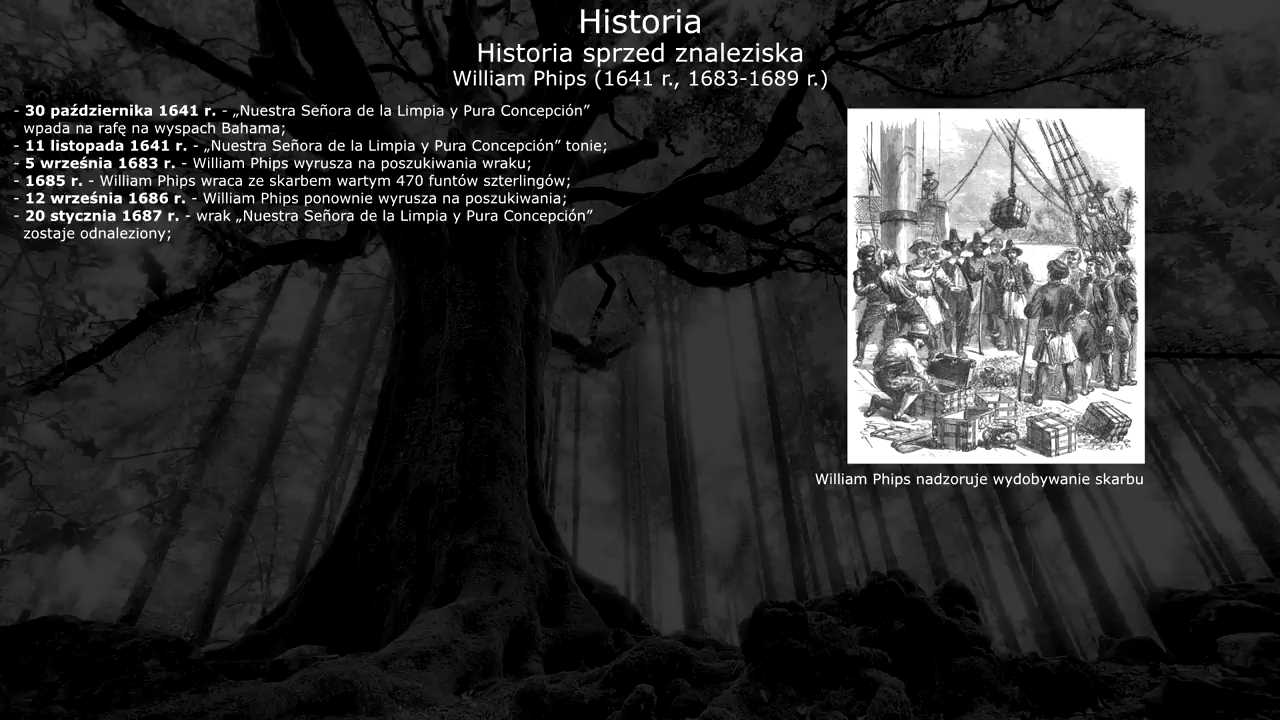 Historia
Historia sprzed znaleziska
William Phips (1641 r., 1683-1689 r.)
- 30 października 1641 r. - „Nuestra Señora de la Limpia y Pura Concepción”
wpada na rafę na wyspach Bahama;
- 11 listopada 1641 r. - „Nuestra Señora de la Limpia y Pura Concepción” tonie;
- 5 września 1683 r. - William Phips wyrusza na poszukiwania wraku;
- 1685 r. - William Phips wraca ze skarbem wartym 470 funtów szterlingów;
- 12 września 1686 r. - William Phips ponownie wyrusza na poszukiwania;
- 20 stycznia 1687 r. - wrak „Nuestra Señora de la Limpia y Pura Concepción”
zostaje odnaleziony;
William Phips nadzoruje wydobywanie skarbu